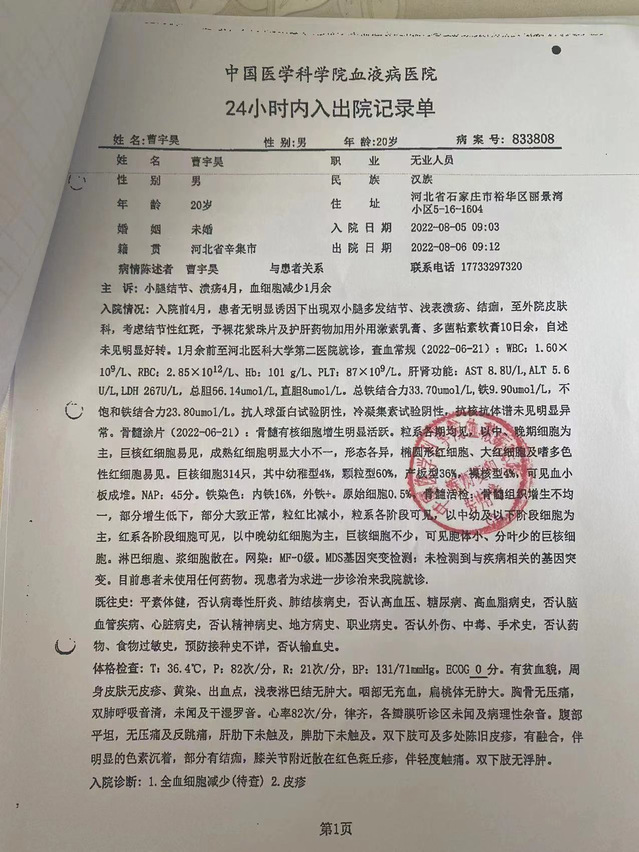 中国医学科学院血液病医院
24小时内入出院记录单
姓名:曹宇昊 性别:男 年龄:20岁 病案号:833808
姓名 曹宇昊 职业 无业人员
性别 男 民族 汉族
年龄 20岁 住址 河北省石家庄市裕华区丽景湾
小区5-16-1604
婚姻 未婚 入院日期 2022-08-05 09:03
籍贯 河北省辛集市 出院日期 2022-08-06 09:12
病情陈述者 曹宇昊 与患者关系 联系电话 17733297320
主诉:小腿结节、溃疡4月,血细胞减少1月余
入院情况:入院前4月,患者无明显诱因下出现双小腿多发结节、浅表溃疡、结痂,至外院皮肤
科,考虑结节性红斑,予裸花紫珠片及护肝药物加用外用激素乳膏、多菌粘素软膏10日余,自述
未见明显好转。1月余前至河北医科大学第二医院就诊,查血常规(2022-06-21):WBC:1.60×
10⁹/L、RBC:2.85×10¹²/L、Hb:101 g/L、PLT:87×10⁹/L。肝肾功能:AST 8.8U/L,ALT 5.6
U/L,LDH 267U/L,总胆56.14umol/L,直胆8umol/L。总铁结合力33.70umol/L,铁9.90umol/L,不
饱和铁结合力23.80umol/L。抗人球蛋白试验阴性,冷凝集素试验阴性,抗核抗体谱未见明显异
常。骨髓涂片(2022-06-21):骨髓有核细胞增生明显活跃。粒系各期均见,以中、晚期细胞为
主,巨核红细胞易见,成熟红细胞明显大小不一,形态各异,椭圆形红细胞、大红细胞及嗜多色
性红细胞易见。巨核细胞314只,其中幼稚型4%,颗粒型60%,产板型36%,裸核型4%,可见血小
板成堆。NAP:45分。铁染色:内铁16%,外铁+。原始细胞0.5%。骨髓活检:骨髓组织增生不均
一,部分增生低下,部分大致正常,粒红比减小,粒系各阶段可见,以中幼及以下阶段细胞为
主,红系各阶段细胞可见,以中晚幼红细胞为主,巨核细胞不少,可见胞体小、分叶少的巨核细
胞。淋巴细胞、浆细胞散在。网染:MF-0级。MDS基因突变检测:未检测到与疾病相关的基因突
变。目前患者未使用任何药物。现患者为求进一步诊治来我院就诊.
既往史:平素体健,否认病毒性肝炎、肺结核病史,否认高血压、糖尿病、高血脂病史,否认脑
血管疾病、心脏病史,否认精神病史、地方病史、职业病史。否认外伤、中毒、手术史,否认药
物、食物过敏史,预防接种史不详,否认输血史。
体格检查:T:36.4℃,P:82次/分,R:21次/分,BP:131/71mmHg。ECOG 0 分。有贫血貌,周
身皮肤无皮疹、黄染、出血点,浅表淋巴结无肿大。咽部无充血,扁桃体无肿大。胸骨无压痛,
双肺呼吸音清,未闻及干湿罗音。心率82次/分,律齐,各瓣膜听诊区未闻及病理性杂音。腹部
平坦,无压痛及反跳痛,肝肋下未触及,脾肋下未触及。双下肢可及多处陈旧皮疹,有融合,伴
明显的色素沉着,部分有结痂,膝关节附近散在红色斑丘疹,伴轻度触痛。双下肢无浮肿。
入院诊断:1.全血细胞减少(待查) 2.皮疹
第1页